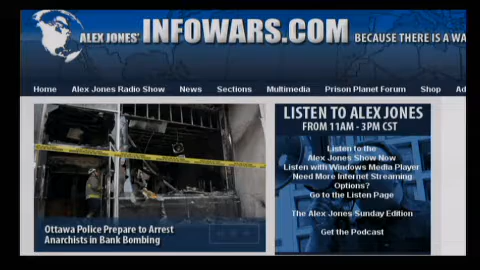 ALEX JONES' INFOWARS.COM BECAUSE THERE IS A WA
Home Alex Jones Radio Show News Sections Multimedia Prison Planet Forum Shop Ad
LISTEN TO ALEX JONES
FROM 11AM - 3PM CST
Listen to the
Alex Jones Show Now
Listen with Windows Media Player
Need More Internet Streaming
Options?
Go to the Listen Page
The Alex Jones Sunday Edition
Get the Podcast
Ottawa Police Prepare to Arrest
Anarchists in Bank Bombing